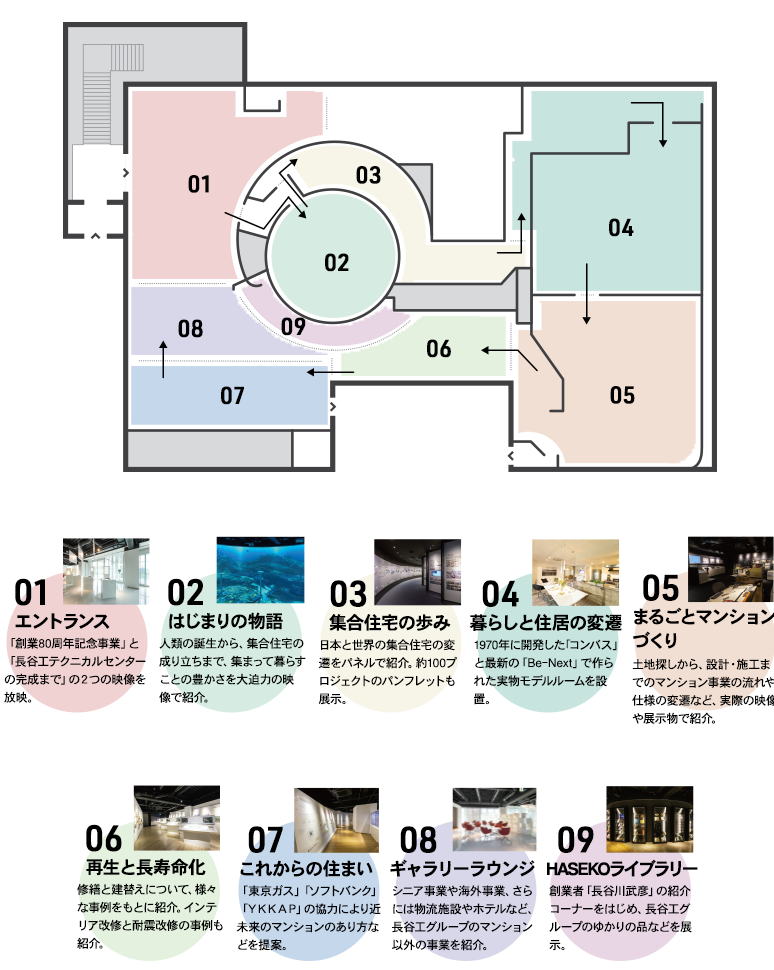 01
03
02
04
08
09
06
07
05
01
エントランス
「創業80周年記念事業」と
「長谷工テクニカルセンター
の完成まで」の2つの映像を
放映。
02
はじまりの物語
人類の誕生から、集合住宅の
成り立ちまで、集まって暮らす
ことの豊かさを大迫力の映
像で紹介。
03
集合住宅の歩み
日本と世界の集合住宅の変
遷をパネルで紹介。約100プ
ロジェクトのパンフレットも
展示。
04
暮らしと住居の変遷
1970年に開発した「コンパス」
と最新の「Be-Next」で作ら
れた実物モデルルームを設
置。
05
まるごとマンション
づくり
土地探しから、設計・施工ま
でのマンション事業の流れや
仕様の変遷など、実際の映像
や展示物で紹介。
06
再生と長寿命化
修繕と建替えについて、様々
な事例をもとに紹介。インテ
リア改修と耐震改修の事例も
紹介。
07
これからの住まい
「東京ガス」「ソフトバンク」
「YKKAP」の協力により近
未来のマンションのあり方な
どを提案。
08
ギャラリーラウンジ
シニア事業や海外事業、さら
には物流施設やホテルなど、
長谷工グループのマンション
以外の事業を紹介。
09
HASEKOライブラリー
創業者「長谷川武彦」の紹介
コーナーをはじめ、長谷工グ
ループのゆかりの品などを展
示。